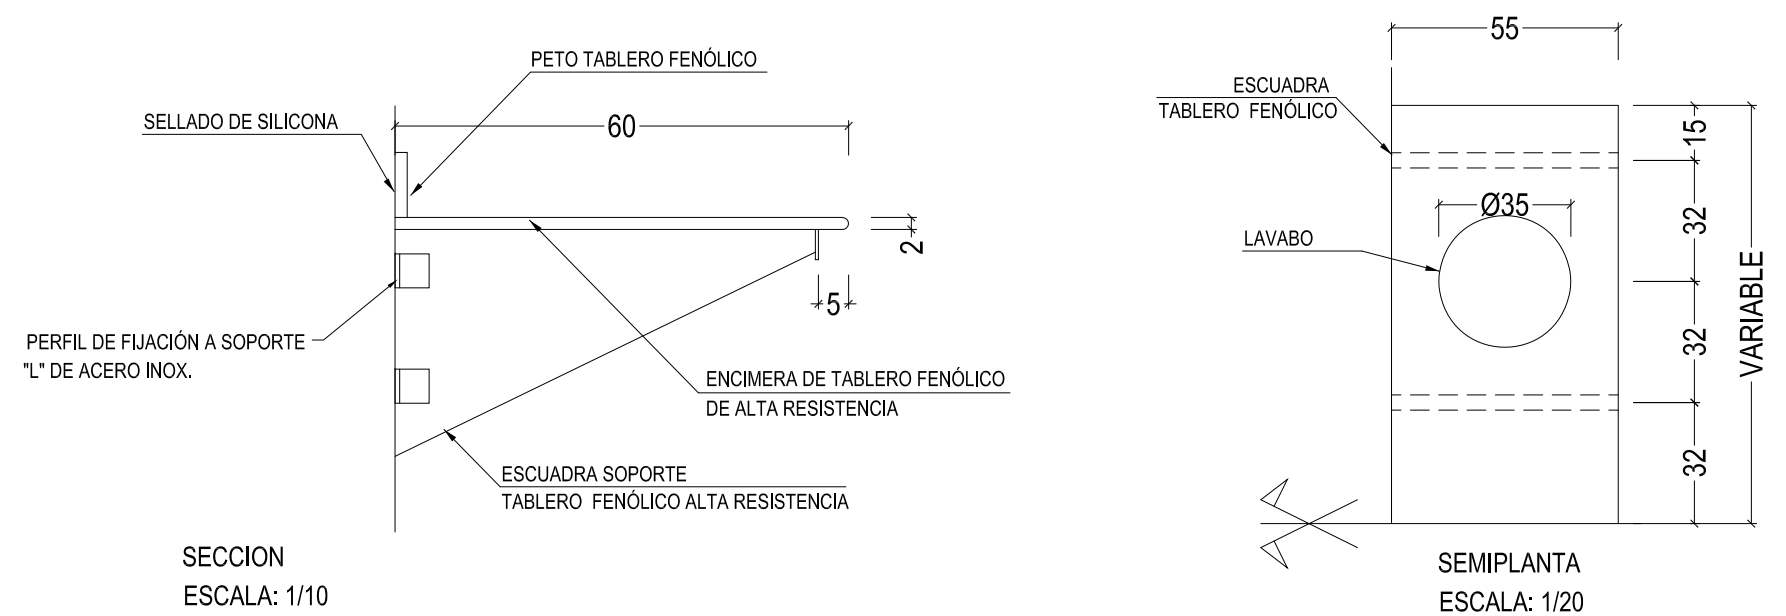 PETO TABLERO FENÓLICO
SELLADO DE SILICONA
60
2
5
PERFIL DE FIJACIÓN A SOPORTE
"L" DE ACERO INOX.
ENCIMERA DE TABLERO FENÓLICO
DE ALTA RESISTENCIA
ESCUADRA SOPORTE
TABLERO FENÓLICO ALTA RESISTENCIA
SECCION
ESCALA: 1/10
55
ESCUADRA
TABLERO FENÓLICO
15
32
Ø35
LAVABO
32
VARIABLE
32
SEMIPLANTA
ESCALA: 1/20